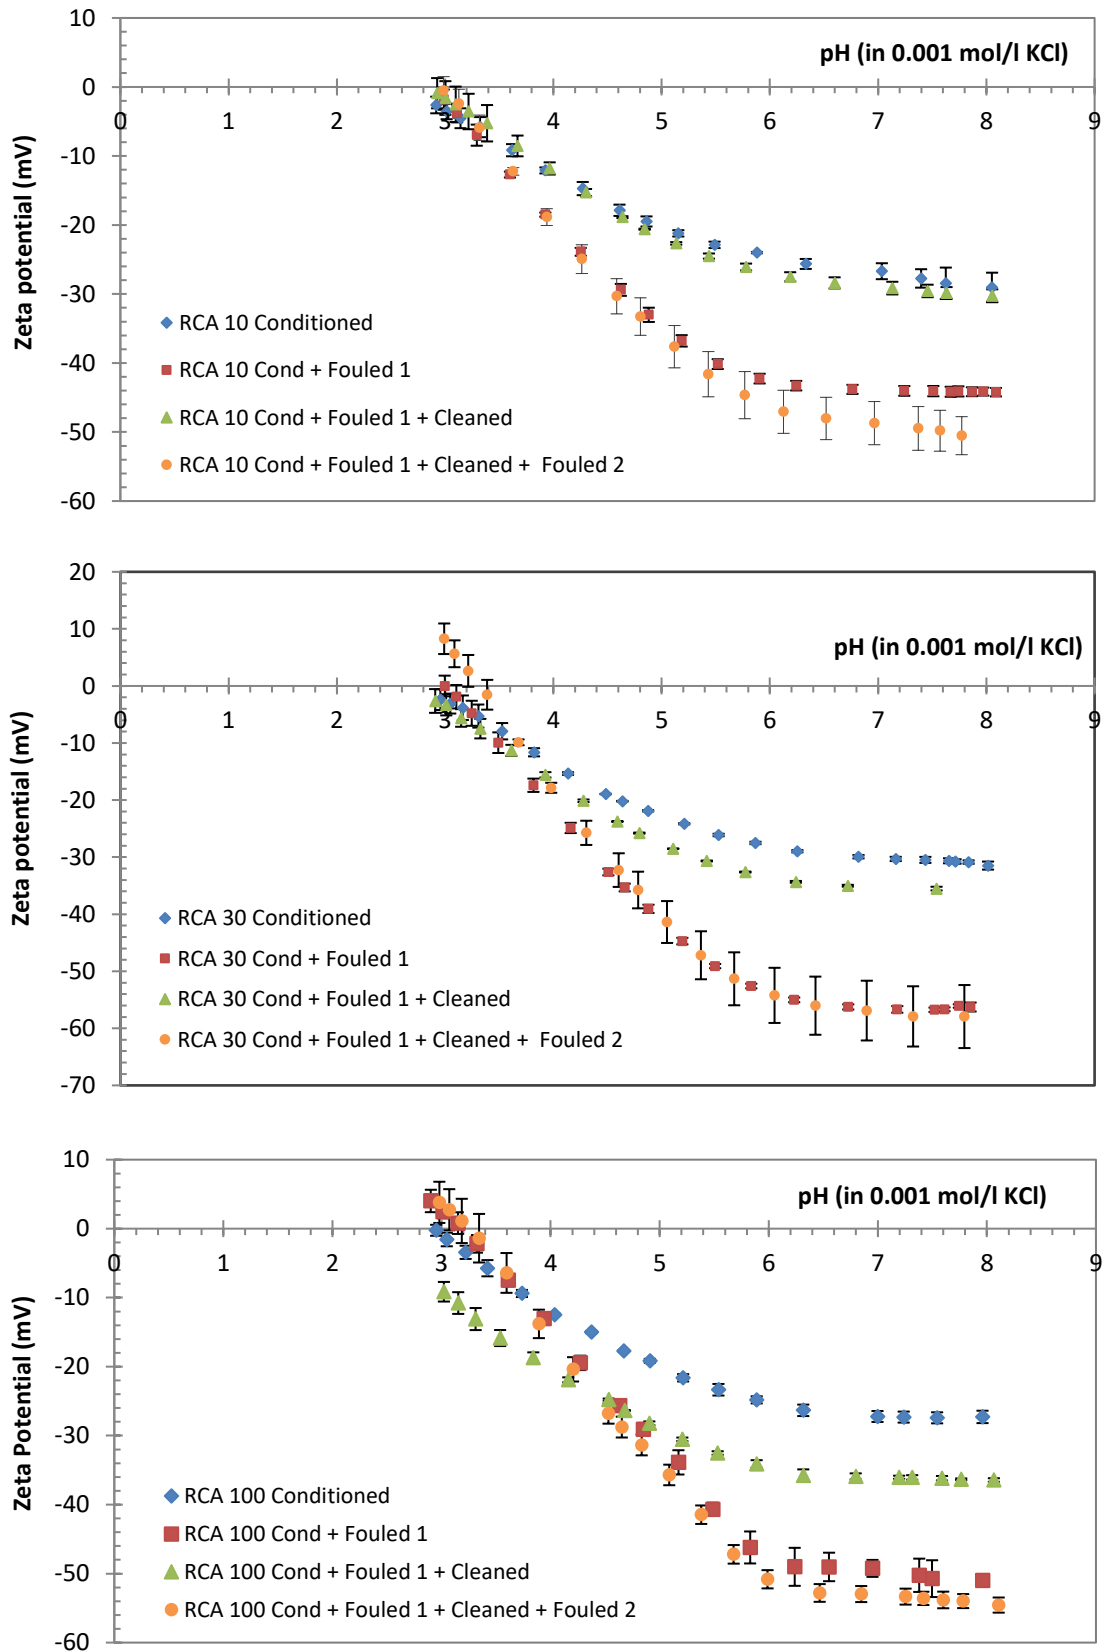 10
pH (in 0.001 mol/l KCl)
0
0 1 2 3 4 5 6 7 8 9
-10
-20
-30
-40
-50
-60
Zeta potential (mV)
RCA 10 Conditioned
RCA 10 Cond + Fouled 1
RCA 10 Cond + Fouled 1 + Cleaned
RCA 10 Cond + Fouled 1 + Cleaned + Fouled 2
20
10
pH (in 0.001 mol/l KCl)
0
0 1 2 3 4 5 6 7 8 9
-10
-20
-30
-40
-50
-60
-70
Zeta potential (mV)
RCA 30 Conditioned
RCA 30 Cond + Fouled 1
RCA 30 Cond + Fouled 1 + Cleaned
RCA 30 Cond + Fouled 1 + Cleaned + Fouled 2
10
pH (in 0.001 mol/l KCl)
0
0 1 2 3 4 5 6 7 8 9
-10
-20
-30
-40
-50
-60
Zeta Potential (mV)
RCA 100 Conditioned
RCA 100 Cond + Fouled 1
RCA 100 Cond + Fouled 1 + Cleaned
RCA 100 Cond + Fouled 1 + Cleaned + Fouled 2